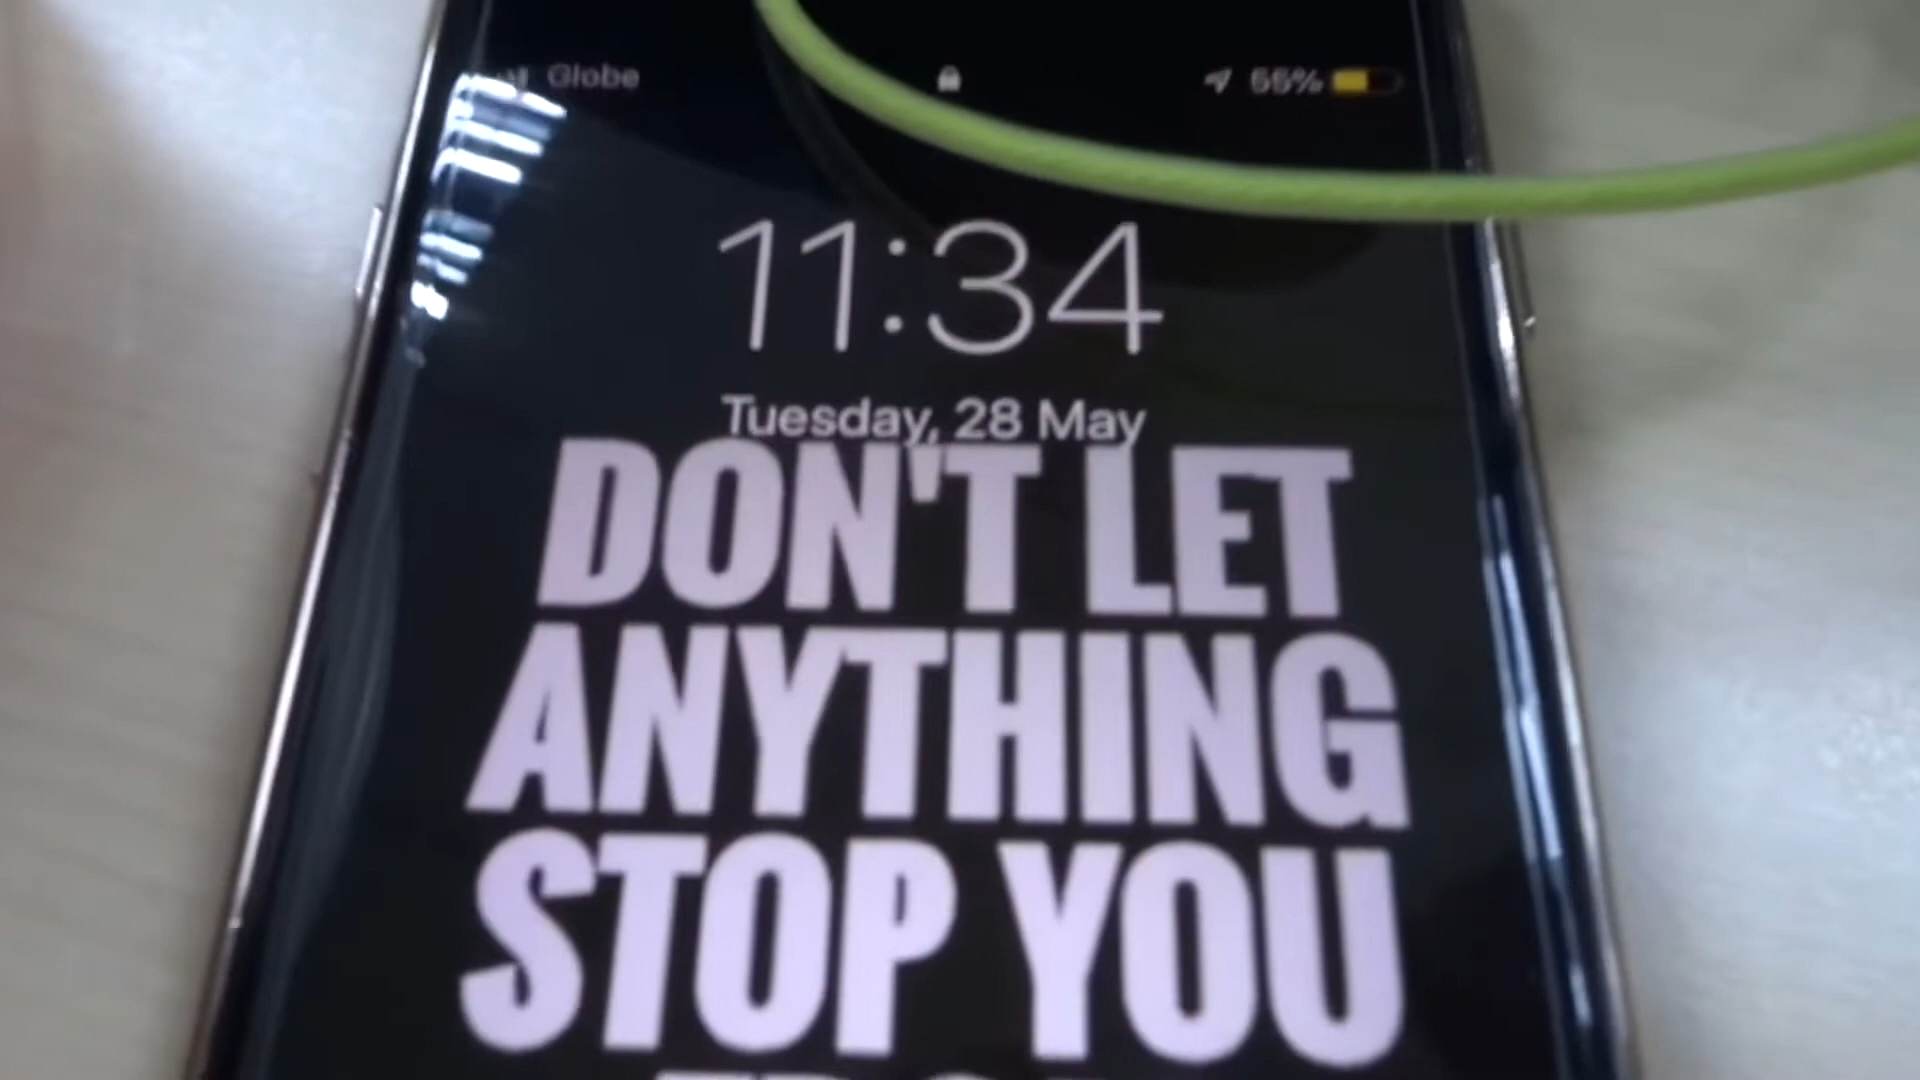 Globe 55%
11:34
Tuesday, 28 May
DON'T LET
ANYTHING
STOP YOU